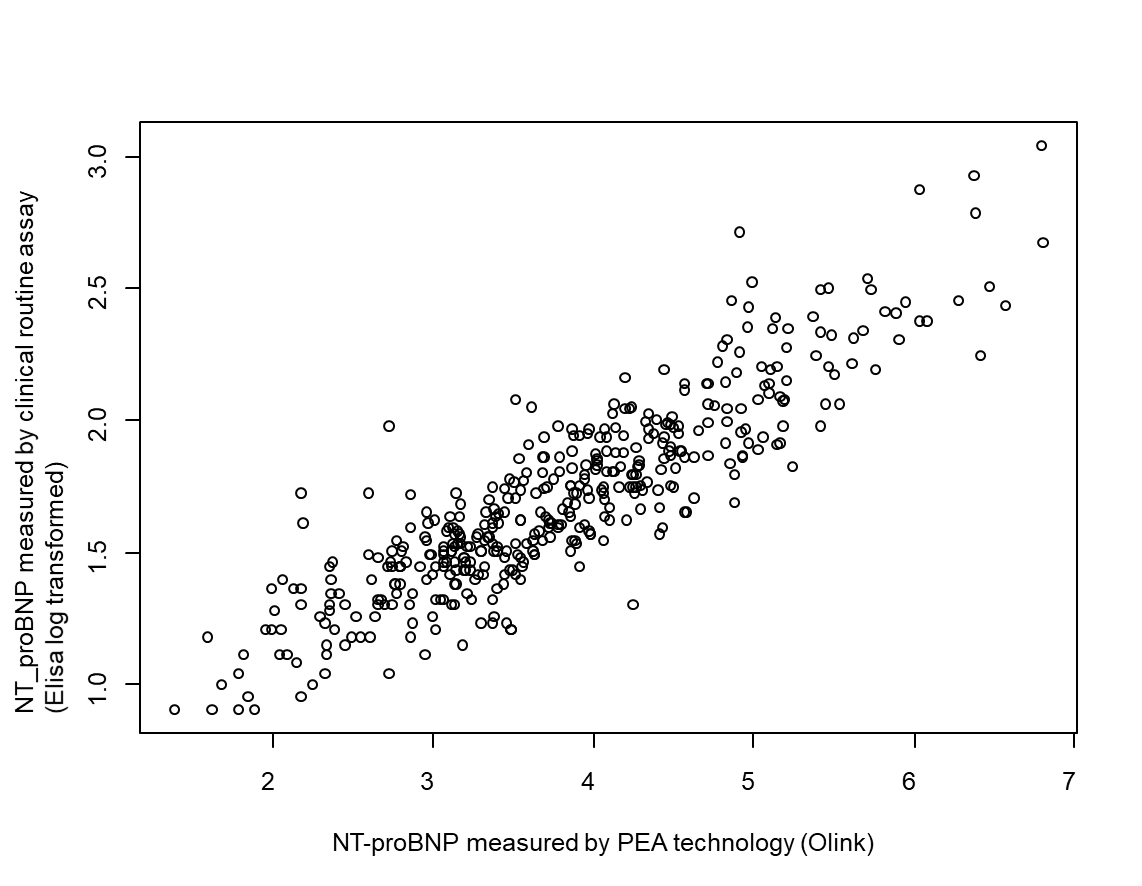 3.0
2.5
2.0
1.5
1.0
NT_proBNP measured by clinical routine assay
(Elisa log transformed)
2 3 4 5 6 7
NT-proBNP measured by PEA technology (Olink)